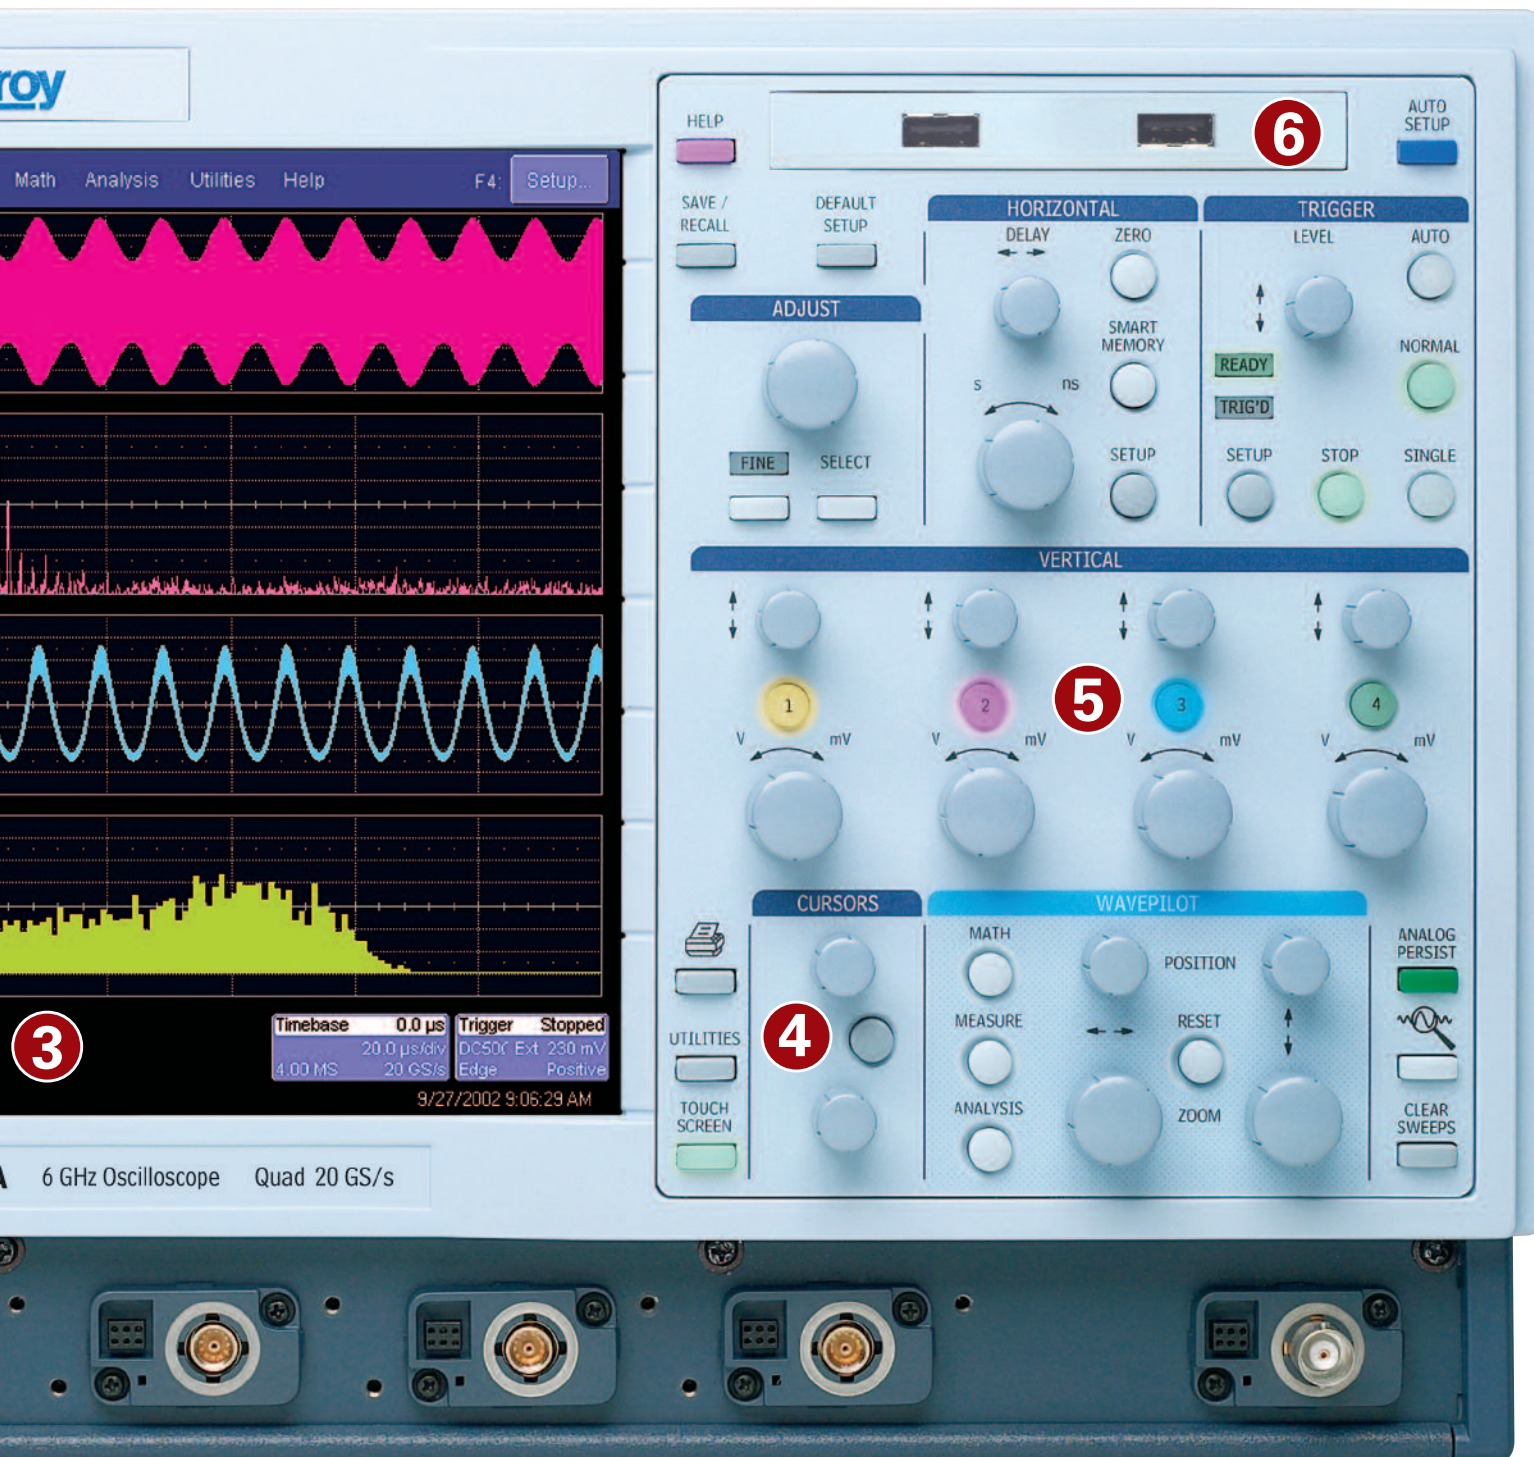 roy
Math Analysis Utilities Help F4: Setup...
Timebase 0.0 µs
20.0 µs/div
4.00 MS 20 GS/s
Trigger Stopped
Ext 230 mV
Edge Positive
9/27/2002 9:06:29 AM
3
A 6 GHz Oscilloscope Quad 20 GS/s
HELP
6
AUTO
SETUP
SAVE /
RECALL
DEFAULT
SETUP
HORIZONTAL
DELAY
ZERO
SMART
MEMORY
s ns
SETUP
TRIGGER
LEVEL
AUTO
READY
NORMAL
TRIG'D
SETUP
STOP
SINGLE
ADJUST
FINE
SELECT
VERTICAL
1
2
5
3
4
V mV
V mV
V mV
V mV
CURSORS
4
WAVEPILOT
MATH
POSITION
MEASURE
RESET
ANALYSIS
ZOOM
UTILITIES
TOUCH
SCREEN
ANALOG
PERSIST
CLEAR
SWEEPS